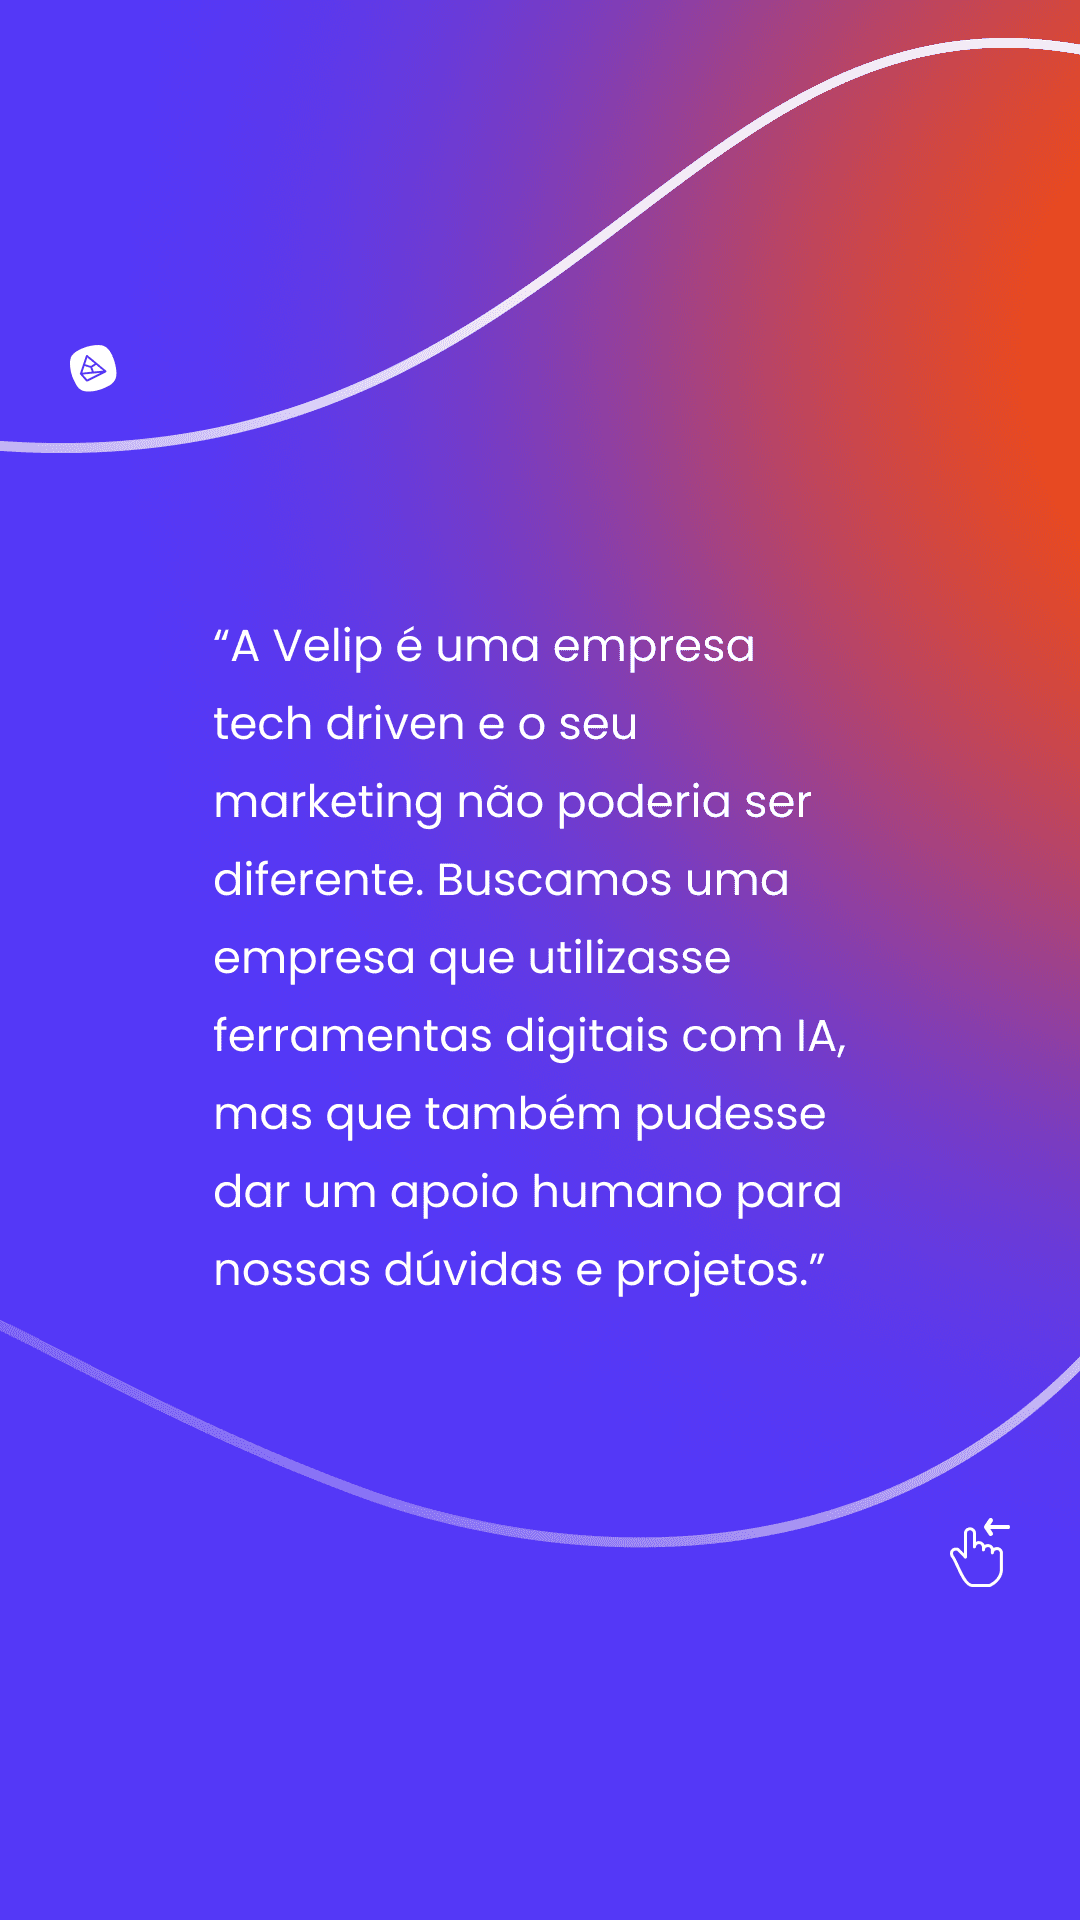 “A Velip é uma empresa
tech driven e o seu
marketing não poderia ser
diferente. Buscamos uma
empresa que utilizasse
ferramentas digitais com IA,
mas que também pudesse
dar um apoio humano para
nossas dúvidas e projetos.”